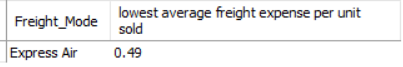 Freight_Mode lowest average freight expense per unit
sold
Express Air 0.49